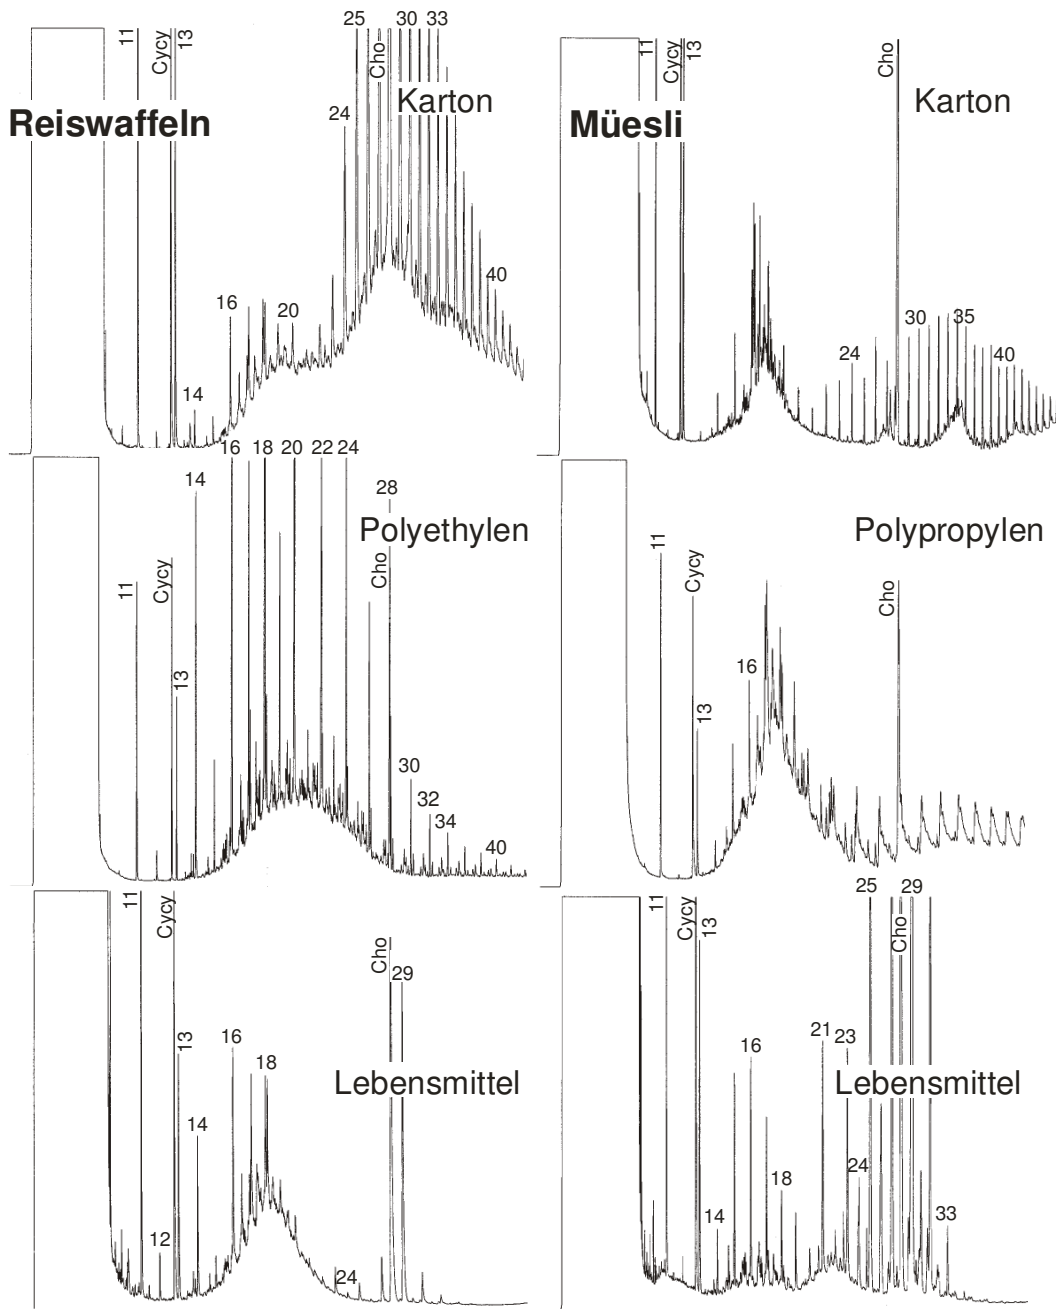 Reiswaffeln
Karton
11
Cycy
13
14
16
20
24
25
Cho
30
33
40
Müesli
Karton
11
Cycy
13
24
Cho
30
35
40
Polyethylen
11
Cycy
13
14
16
18
20
22
24
Cho
28
30
32
34
40
Polypropylen
11
Cycy
13
16
Cho
Lebensmittel
11
12
Cycy
13
14
16
18
24
Cho
29
Lebensmittel
11
Cycy
13
14
16
18
21
23
24
25
Cho
29
33